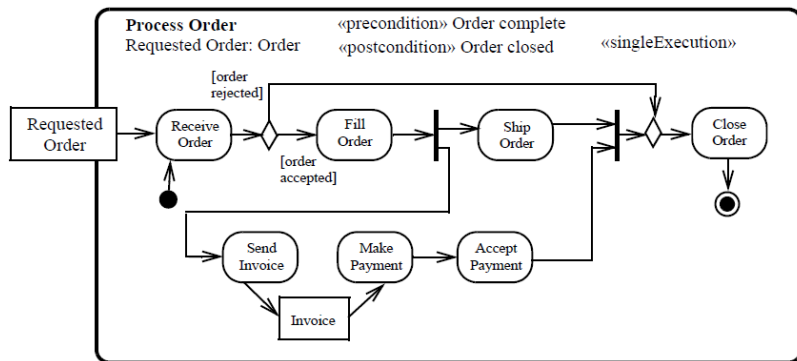 Process Order
«precondition» Order complete
Requested Order: Order
«postcondition» Order closed
«singleExecution»
[order
rejected]
Requested
Order
Receive
Order
Fill
Order
Ship
Order
Close
Order
[order
accepted]
Send
Invoice
Make
Payment
Accept
Payment
Invoice